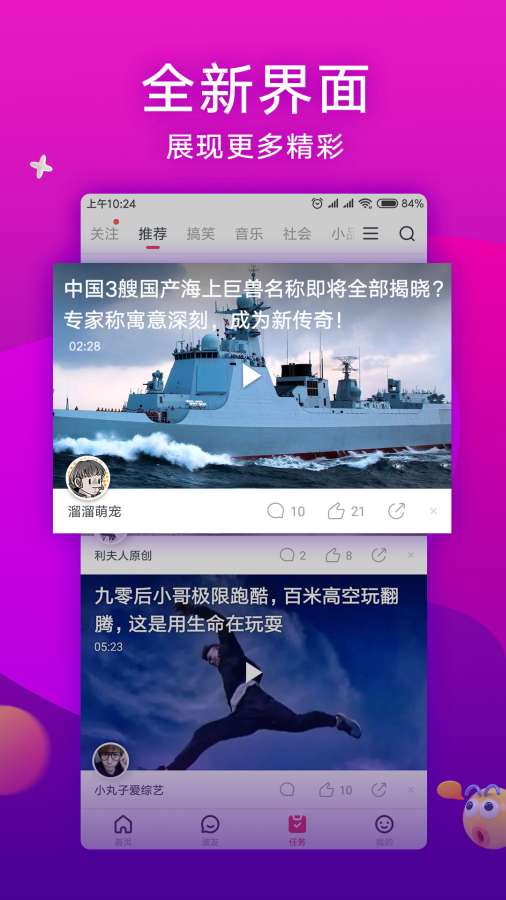 全新界面
展现更多精彩
上午10:24
84%
关注 推荐 搞笑 音乐 社会 小品
中国3艘国产海上巨兽名称即将全部揭晓?
专家称寓意深刻，成为新传奇!
02:28
溜溜萌宠 10 21
利夫人原创 2 8
九零后小哥极限跑酷，百米高空玩翻
腾，这是用生命在玩耍
05:23
小丸子爱综艺 10
首页 任务 我的